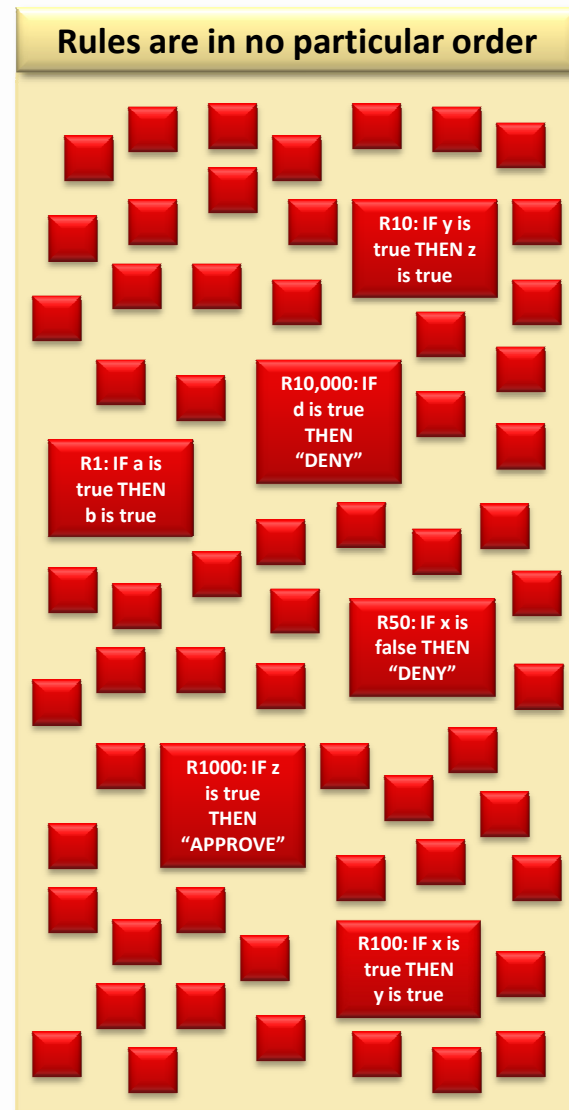 Rules are in no particular order
R10: IF y is
true THEN z
is true
R10,000: IF
d is true
THEN
“DENY”
R1: IF a is
true THEN
b is true
R50: IF x is
false THEN
“DENY”
R1000: IF z
is true
THEN
“APPROVE”
R100: IF x is
true THEN
y is true